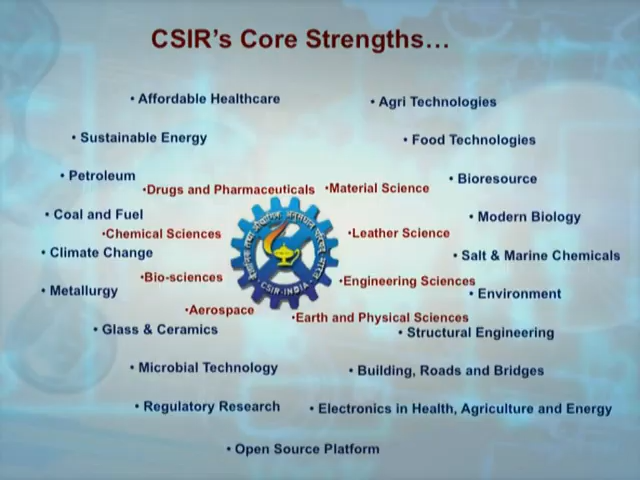 CSIR's Core Strengths...
• Affordable Healthcare
• Agri Technologies
• Sustainable Energy
• Food Technologies
• Petroleum
• Bioresource
•Drugs and Pharmaceuticals
•Material Science
• Coal and Fuel
• Modern Biology
•Chemical Sciences
•Leather Science
• Climate Change
• Salt & Marine Chemicals
•Bio-sciences
•Engineering Sciences
• Metallurgy
• Environment
•Aerospace
•Earth and Physical Sciences
• Glass & Ceramics
• Structural Engineering
• Microbial Technology
• Building, Roads and Bridges
• Regulatory Research
• Electronics in Health, Agriculture and Energy
• Open Source Platform
CSIR-INDIA